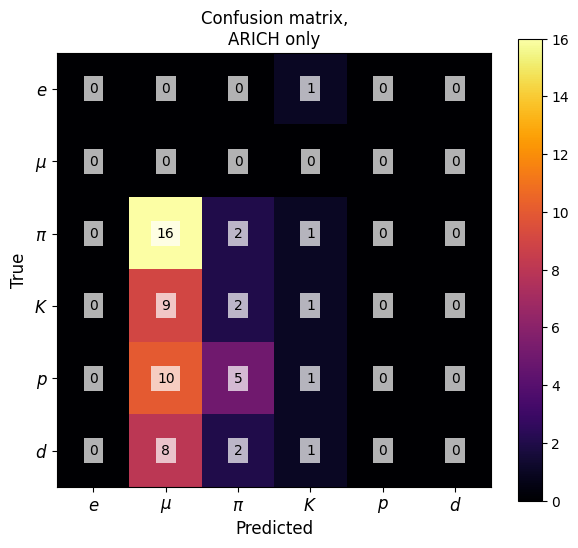 Confusion matrix,
ARICH only
True
e 0 0 0 1 0 0
μ 0 0 0 0 0 0
π 0 16 2 1 0 0
K 0 9 2 1 0 0
p 0 10 5 1 0 0
d 0 8 2 1 0 0
e μ π K p d
Predicted
16
14
12
10
8
6
4
2
0